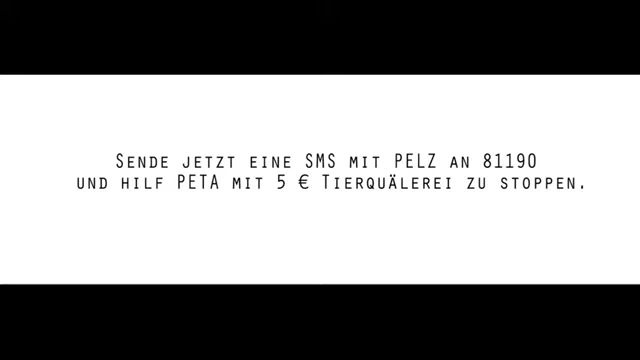 Sende jetzt eine SMS mit PELZ an 81190
und hilf PETA mit 5 € Tierquälerei zu stoppen.